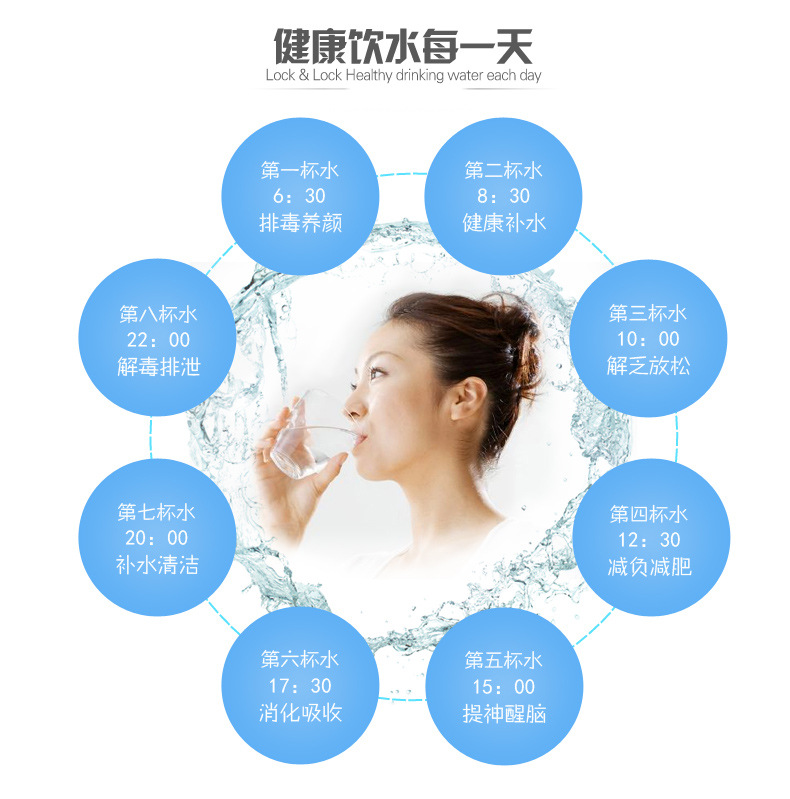 健康饮水每一天
Lock & Lock Healthy drinking water each day
第一杯水
6：30
排毒养颜
第二杯水
8：30
健康补水
第三杯水
10：00
解乏放松
第四杯水
12：30
减负减肥
第五杯水
15：00
提神醒脑
第六杯水
17：30
消化吸收
第七杯水
20：00
补水清洁
第八杯水
22：00
解毒排泄